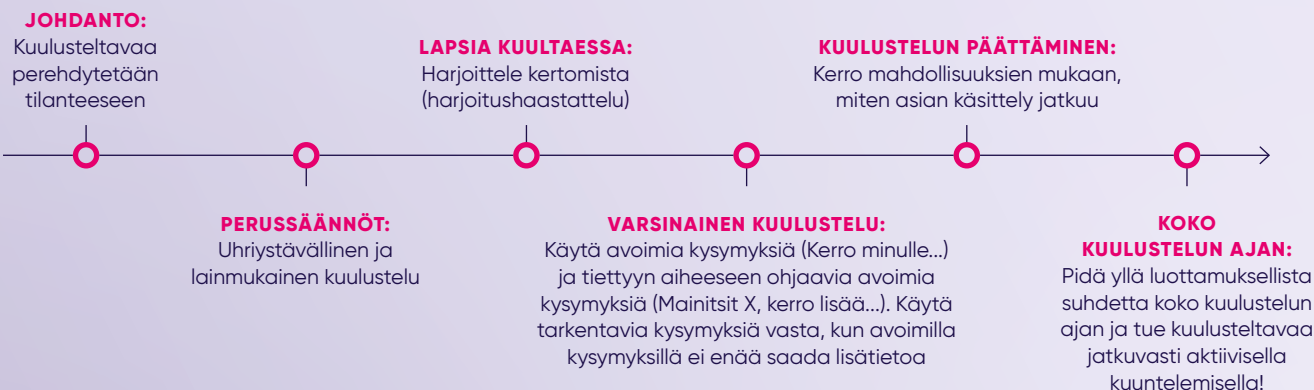 JOHDANTO:
Kuulusteltavaa
perehdytetään
tilanteeseen
PERUSSÄÄNNÖT:
Uhriystävällinen ja
lainmukainen kuulustelu
LAPSIA KUULTAESSA:
Harjoittele kertomista
(harjoitushaastattelu)
VARSINAINEN KUULUSTELU:
Käytä avoimia kysymyksiä (Kerro minulle...)
ja tiettyyn aiheeseen ohjaavia avoimia
kysymyksiä (Mainitsit X, kerro lisää...). Käytä
tarkentavia kysymyksiä vasta, kun avoimilla
kysymyksillä ei enää saada lisätietoa
KUULUSTELUN PÄÄTTÄMINEN:
Kerro mahdollisuuksien mukaan,
miten asian käsittely jatkuu
KOKO
KUULUSTELUN AJAN:
Pidä yllä luottamuksellista
suhdetta koko kuulustelun
ajan ja tue kuulusteltavaa
jatkuvasti aktiivisella
kuuntelemisella!